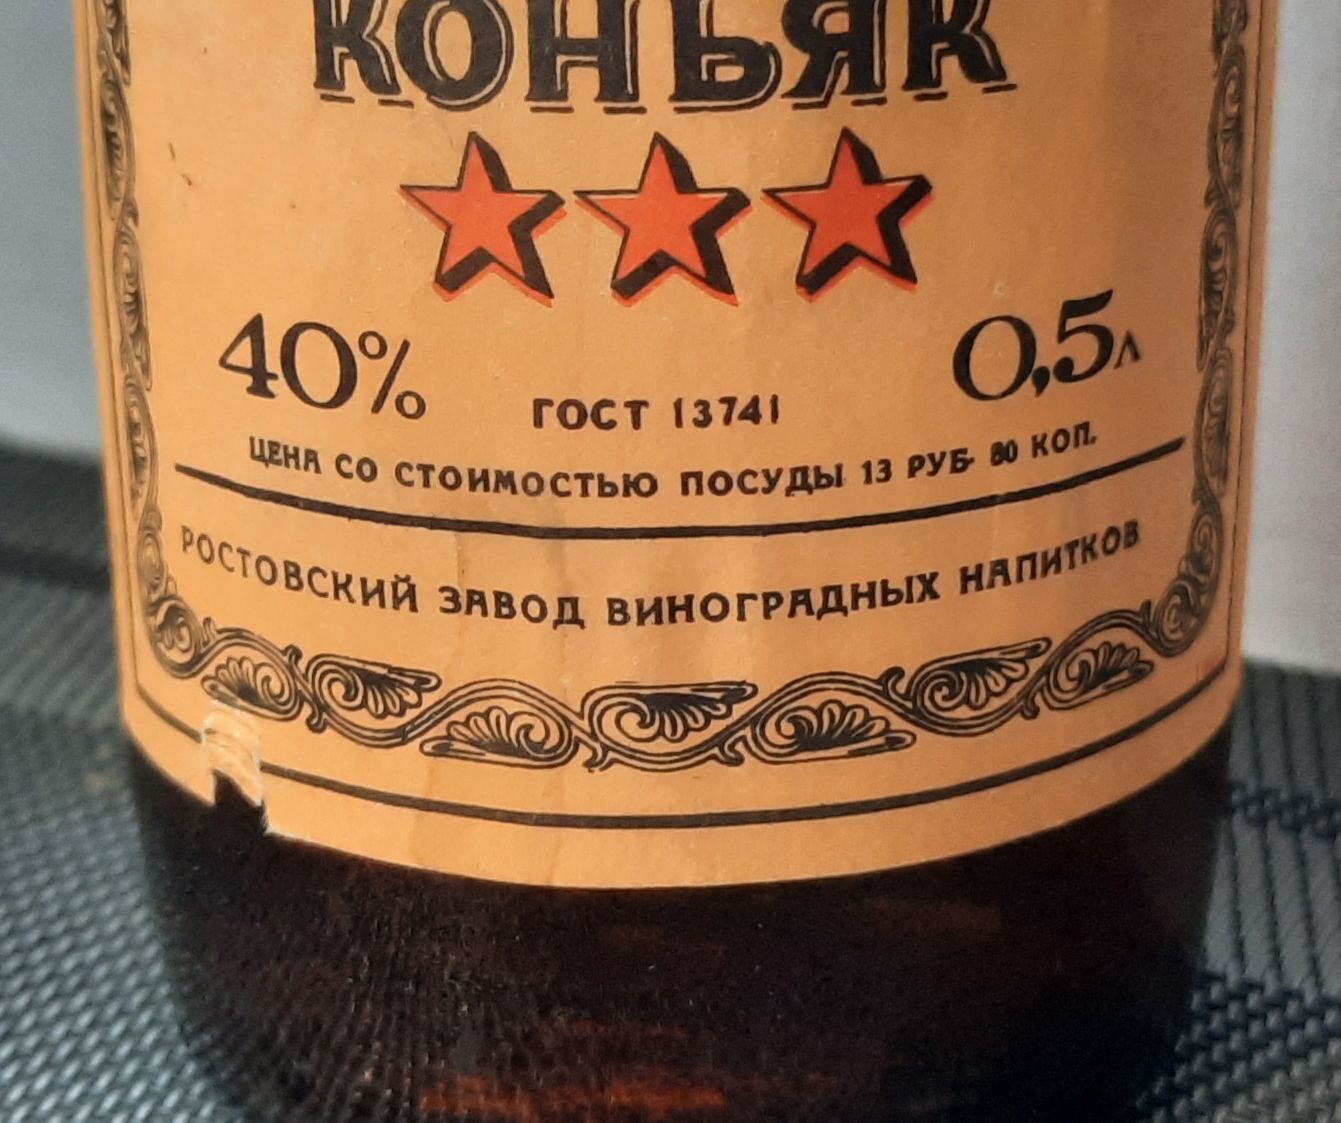 КОНЬЯК
40% 0,5л
ГОСТ 13741
ЦЕНА СО СТОИМОСТЬЮ ПОСУДЫ 13 РУБ. 80 КОП.
РОСТОВСКИЙ ЗАВОД ВИНОГРАДНЫХ НАПИТКОВ